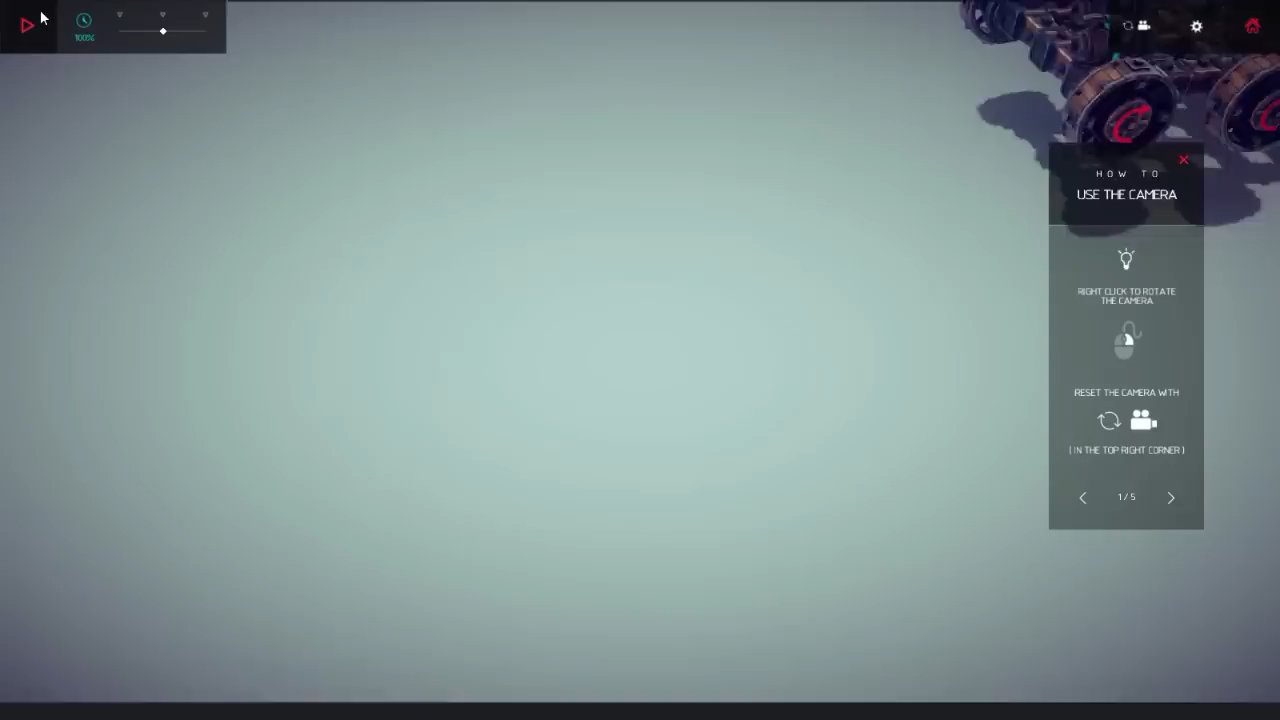 100%
HOW TO
USE THE CAMERA
RIGHT CLICK TO ROTATE
THE CAMERA
RESET THE CAMERA WITH
[ IN THE TOP RIGHT CORNER ]
1 / 5